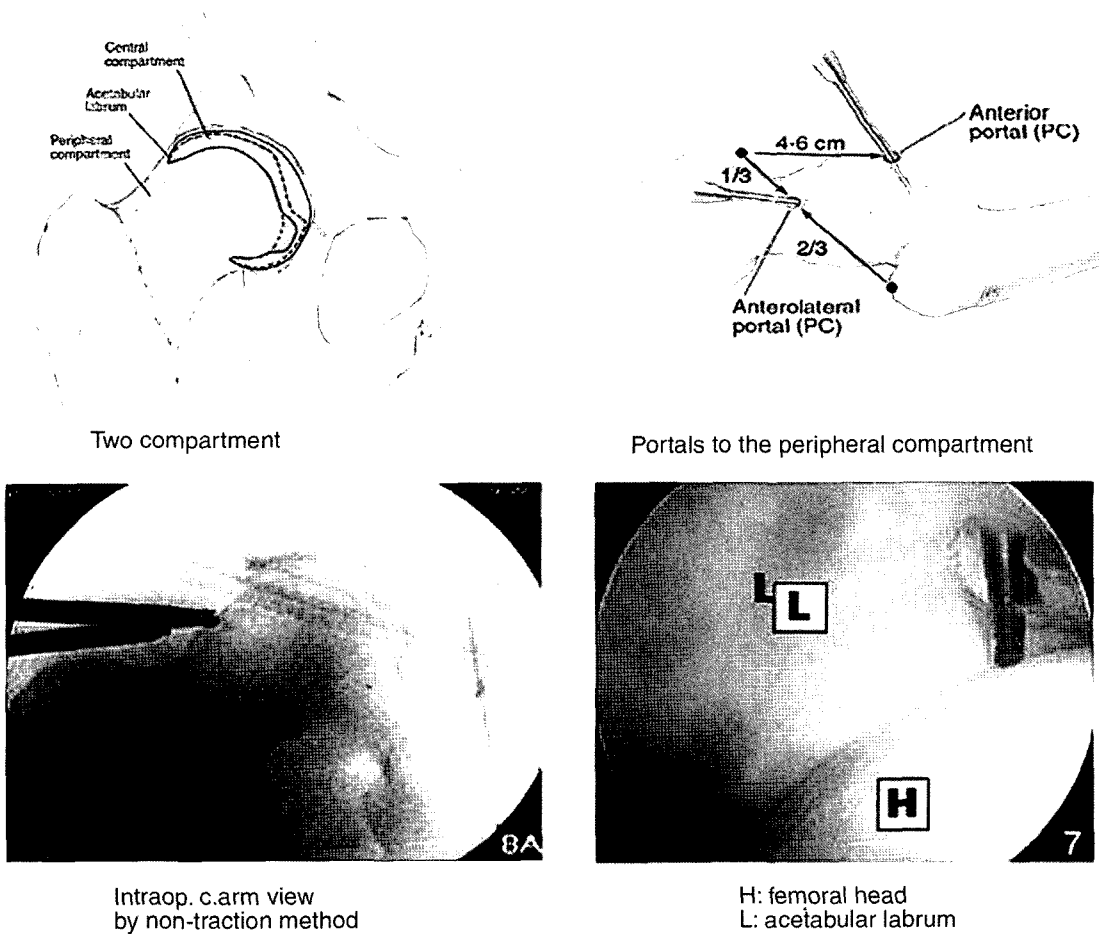 Central
compartment
Acetabular
Labrum
Peripheral
compartment
Anterior
portal (PC)
4-6 cm
1/3
2/3
Anterolateral
portal (PC)
Two compartment
Portals to the peripheral compartment
8A
L
L
H
7
Intraop. c.arm view
by non-traction method
H: femoral head
L: acetabular labrum